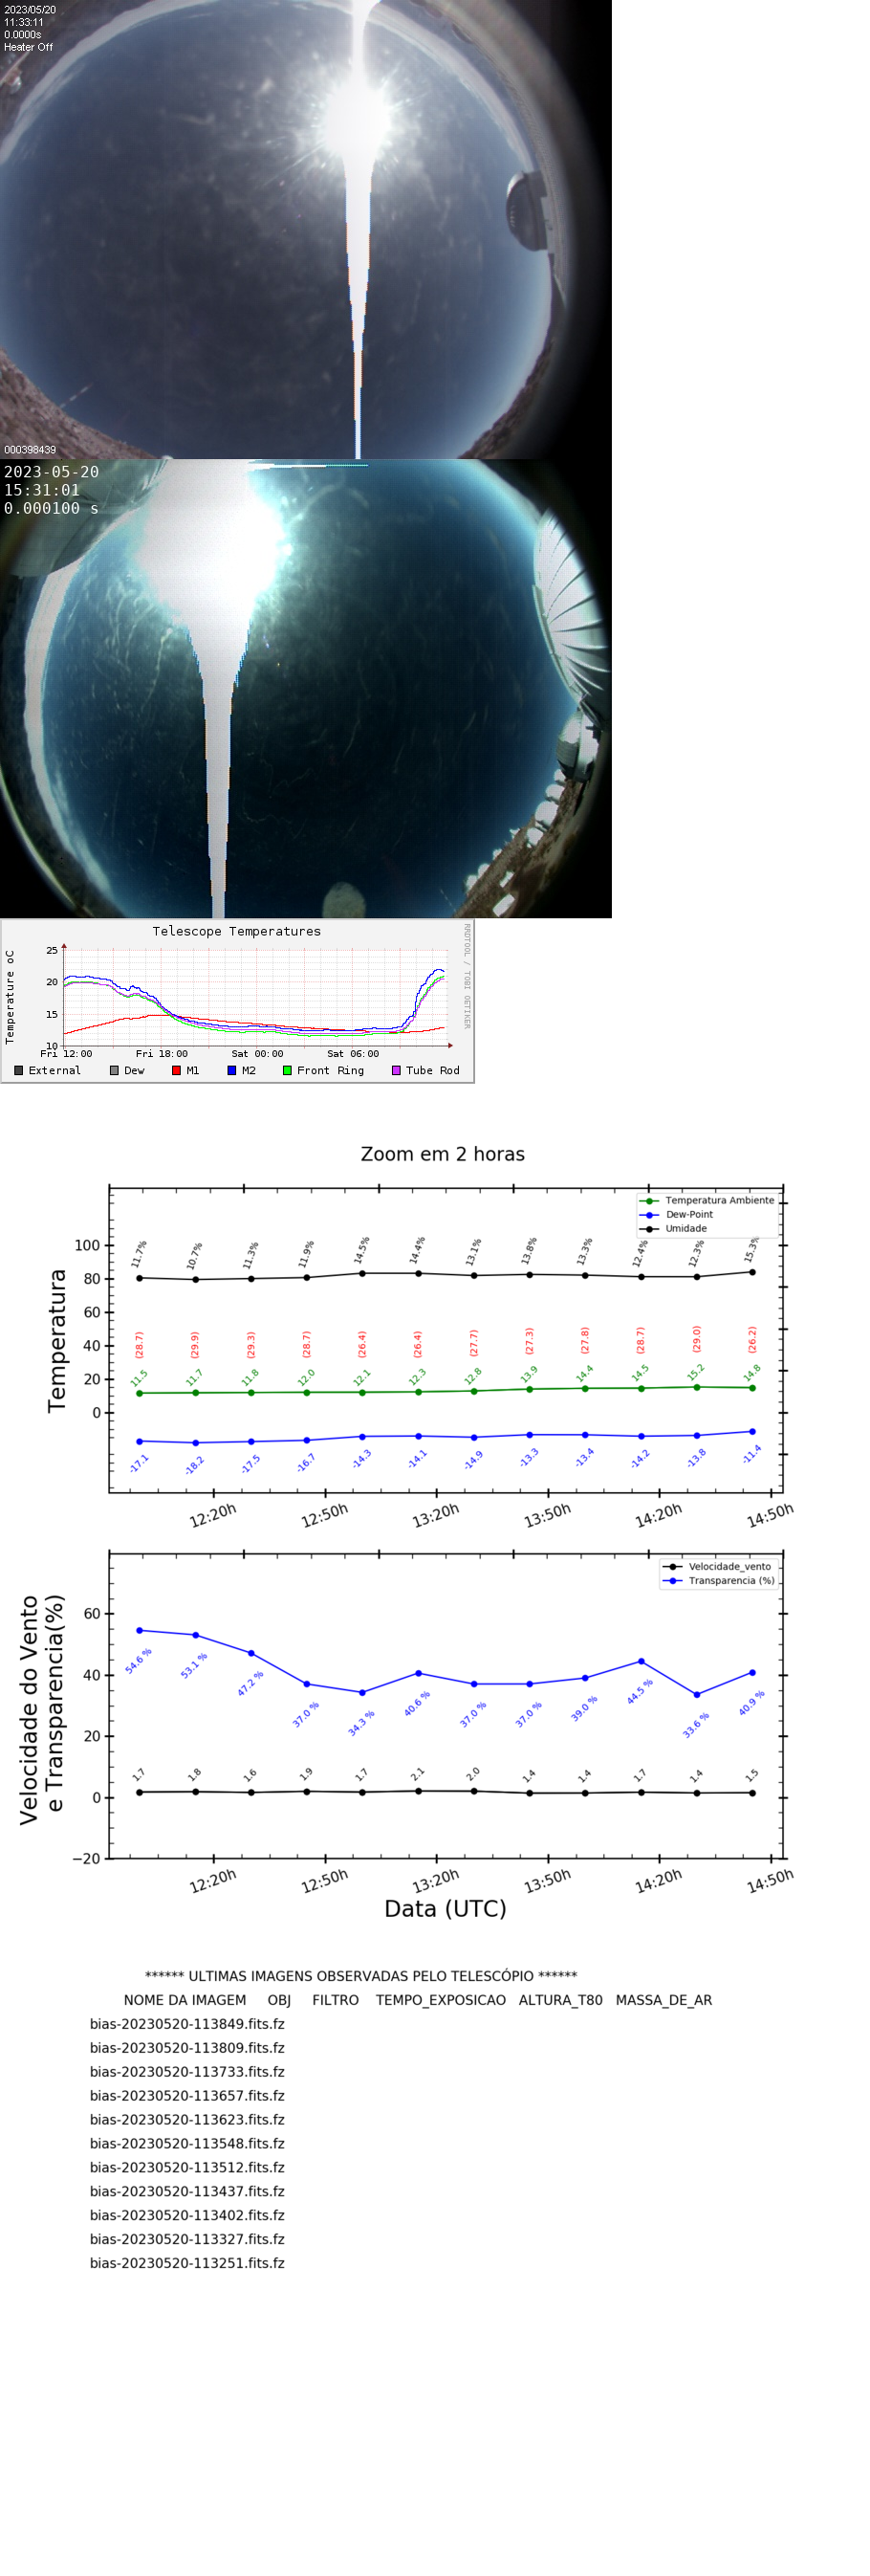 2023/05/20
11:33:11
0.0000s
Heater Off
000398439
2023-05-20
15:31:01
0.000100 s
Telescope Temperatures
RRDTOOL / TOBI OETIKER
Temperature oC
25
20
15
10
Fri 12:00 Fri 18:00 Sat 00:00 Sat 06:00
External Dew M1 M2 Front Ring Tube Rod
Zoom em 2 horas
Temperatura Ambiente
Dew-Point
Umidade
Temperatura
100
80
60
40
20
0
11.7% 10.7% 11.3% 11.9% 14.5% 14.4% 13.1% 13.8% 13.3% 12.4% 12.3% 15.3%
(28.7) (29.9) (29.3) (28.7) (26.4) (26.4) (27.7) (27.3) (27.8) (28.7) (29.0) (26.2)
11.5 11.7 11.8 12.0 12.1 12.3 12.8 13.9 14.4 14.5 15.2 14.8
-17.1 -18.2 -17.5 -16.7 -14.3 -14.1 -14.9 -13.3 -13.4 -14.2 -13.8 -11.4
12:20h 12:50h 13:20h 13:50h 14:20h 14:50h
Velocidade_vento
Transparencia (%)
Velocidade do Vento
e Transparencia(%)
60
40
20
0
−20
54.6 % 53.1 % 47.2 % 37.0 % 34.3 % 40.6 % 37.0 % 37.0 % 39.0 % 44.5 % 33.6 % 40.9 %
1.7 1.8 1.6 1.9 1.7 2.1 2.0 1.4 1.4 1.7 1.4 1.5
12:20h 12:50h 13:20h 13:50h 14:20h 14:50h
Data (UTC)
****** ULTIMAS IMAGENS OBSERVADAS PELO TELESCÓPIO ******
NOME DA IMAGEM OBJ FILTRO TEMPO_EXPOSICAO ALTURA_T80 MASSA_DE_AR
bias-20230520-113849.fits.fz
bias-20230520-113809.fits.fz
bias-20230520-113733.fits.fz
bias-20230520-113657.fits.fz
bias-20230520-113623.fits.fz
bias-20230520-113548.fits.fz
bias-20230520-113512.fits.fz
bias-20230520-113437.fits.fz
bias-20230520-113402.fits.fz
bias-20230520-113327.fits.fz
bias-20230520-113251.fits.fz